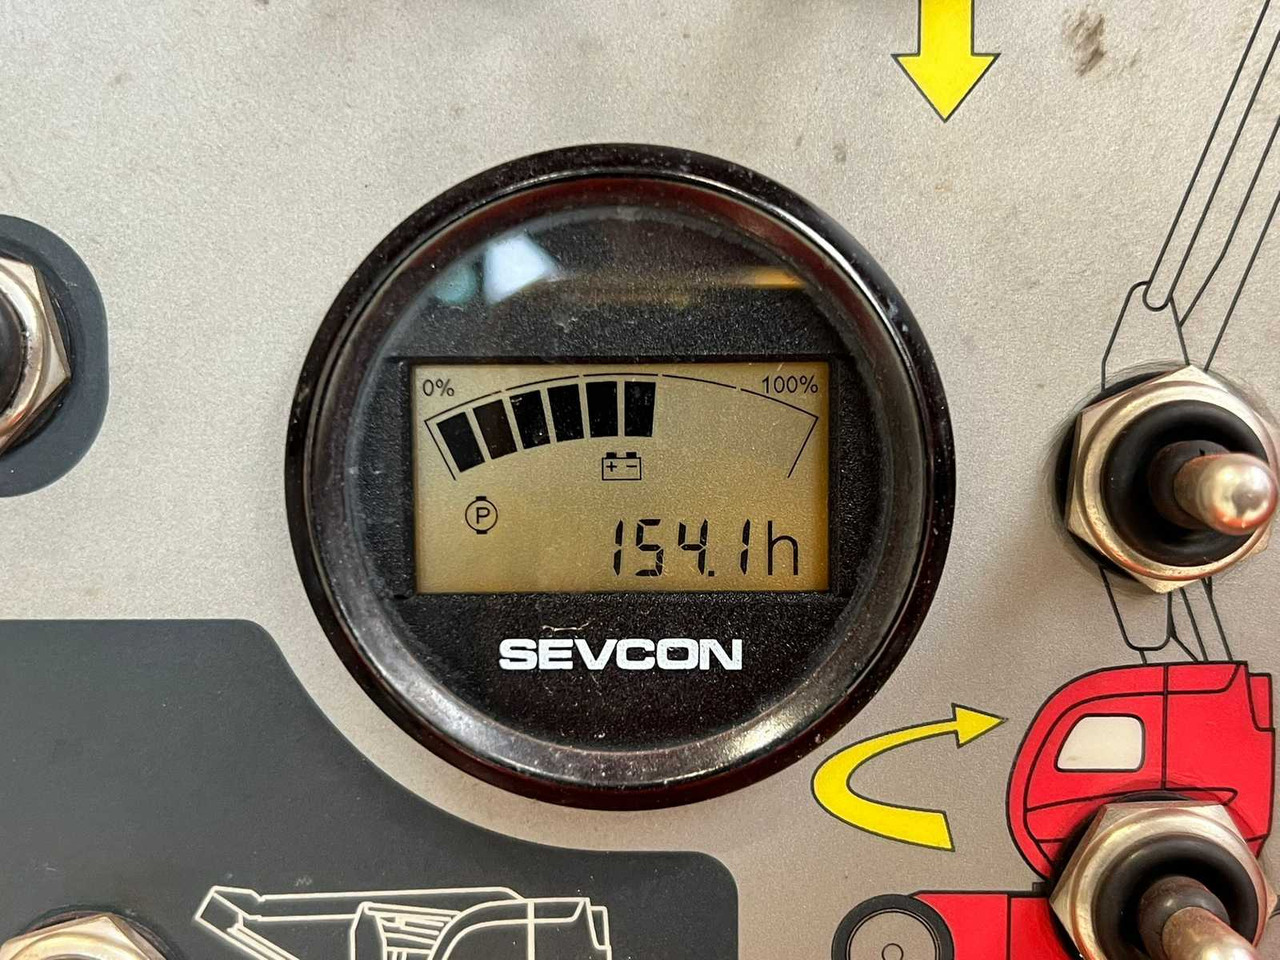 0% 100%
P
154.1h
SEVCON